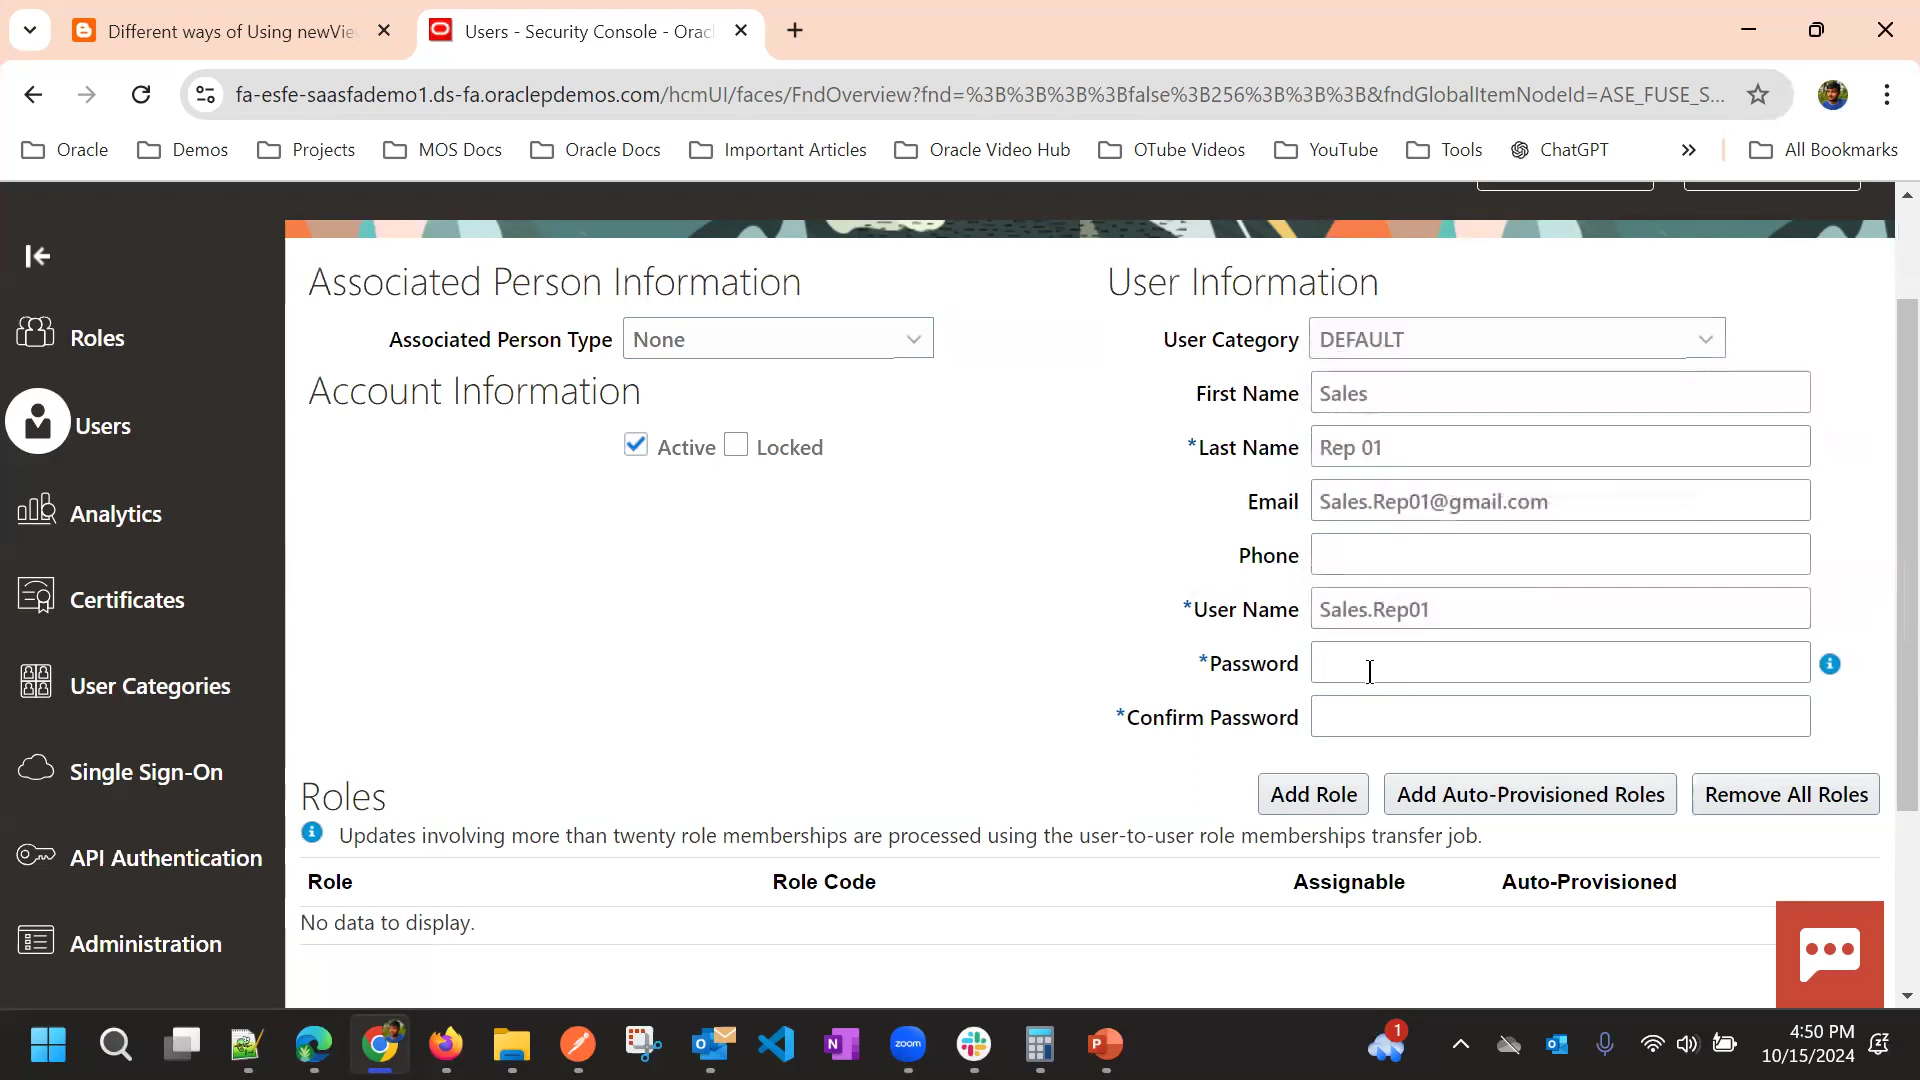 Different ways of Using newVie
Users - Security Console - Orac
fa-esfe-saasfademo1.ds-fa.oraclepdemos.com/hcmUI/faces/FndOverview?fnd=%3B%3B%3B%3Bfalse%3B256%3B%3B%3B&fndGlobalItemNodeId=ASE_FUSE_S...
Oracle Demos Projects MOS Docs Oracle Docs Important Articles Oracle Video Hub OTube Videos YouTube Tools ChatGPT » All Bookmarks
Associated Person Information
User Information
Associated Person Type None
User Category DEFAULT
Roles
Account Information
First Name Sales
Users
Active Locked
*Last Name Rep 01
Email Sales.Rep01@gmail.com
Analytics
Phone
Certificates
*User Name Sales.Rep01
*Password
User Categories
*Confirm Password
Single Sign-On
Roles
Add Role Add Auto-Provisioned Roles Remove All Roles
Updates involving more than twenty role memberships are processed using the user-to-user role memberships transfer job.
API Authentication
Role Role Code Assignable Auto-Provisioned
No data to display.
Administration
zoom
1
4:50 PM
10/15/2024